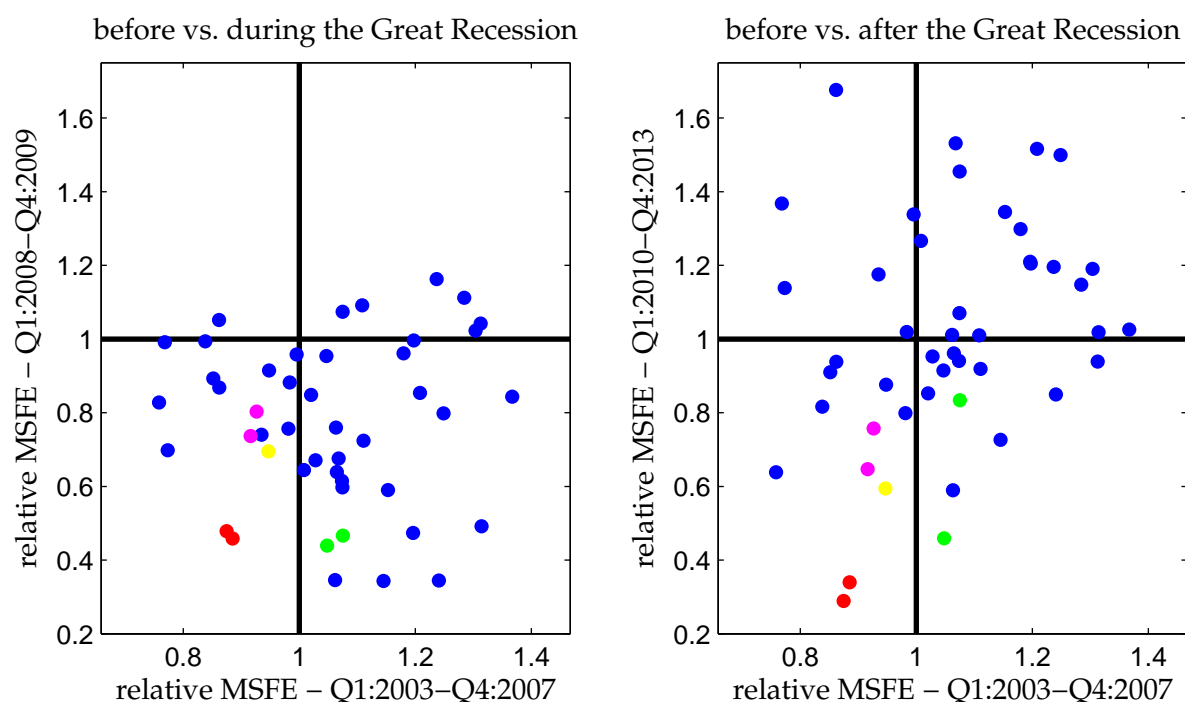 before vs. during the Great Recession
relative MSFE – Q1:2008–Q4:2009
1.6
1.4
1.2
1
0.8
0.6
0.4
0.2
0.8 1 1.2 1.4
relative MSFE – Q1:2003–Q4:2007
before vs. after the Great Recession
relative MSFE – Q1:2010–Q4:2013
1.6
1.4
1.2
1
0.8
0.6
0.4
0.2
0.8 1 1.2 1.4
relative MSFE – Q1:2003–Q4:2007